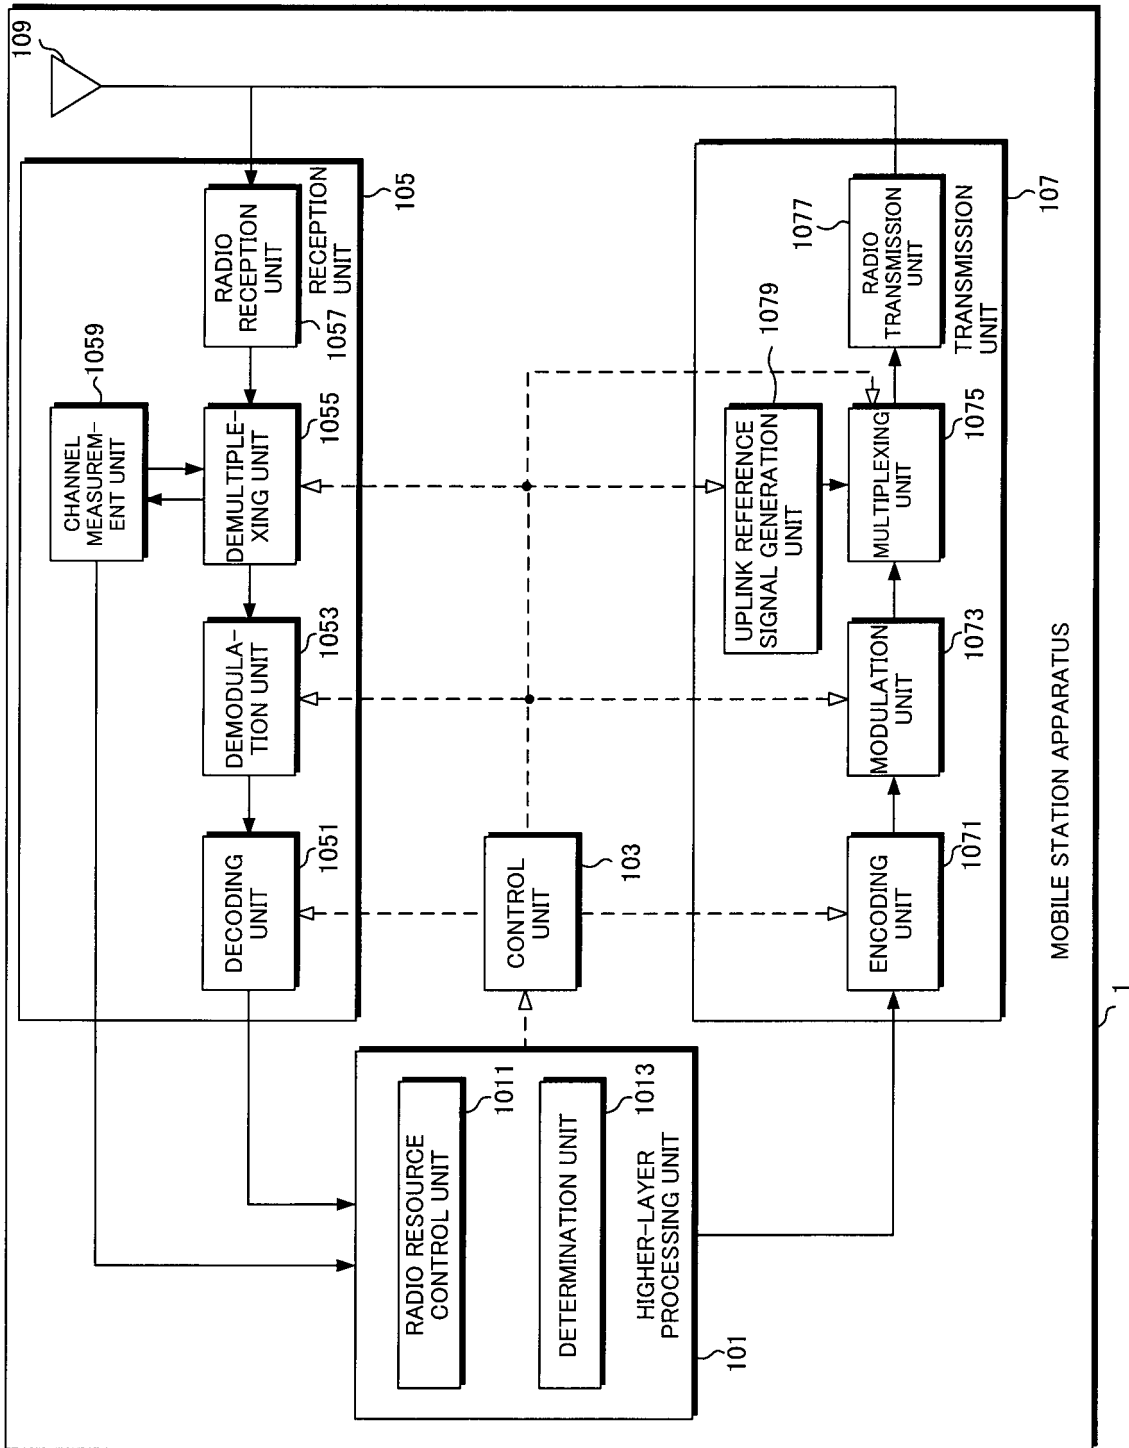 109
RADIO
RECEPTION
UNIT
1057
RECEPTION
UNIT
105
CHANNEL
MEASUREM-
ENT UNIT
1059
DEMULTIPLE-
XING UNIT
1055
DEMODULA-
TION UNIT
1053
DECODING
UNIT
1051
CONTROL
UNIT
103
RADIO RESOURCE
CONTROL UNIT
1011
DETERMINATION UNIT
1013
HIGHER-LAYER
PROCESSING UNIT
101
ENCODING
UNIT
1071
MODULATION
UNIT
1073
UPLINK REFERENCE
SIGNAL GENERATION
UNIT
1079
MULTIPLEXING
UNIT
1075
RADIO
TRANSMISSION
UNIT
1077
TRANSMISSION
UNIT
107
MOBILE STATION APPARATUS
1